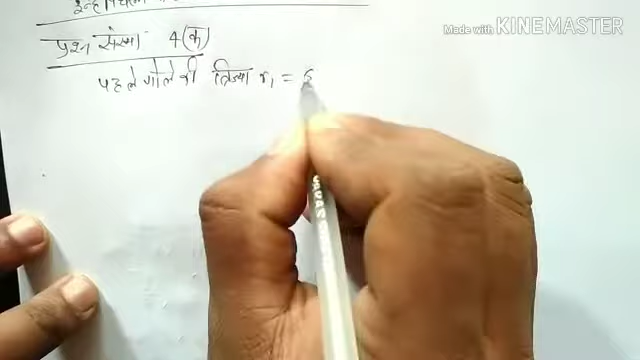 Made with KINEMASTER
प्रश्न संख्या 4(क)
पहले गोले की त्रिज्या r₁ = 6